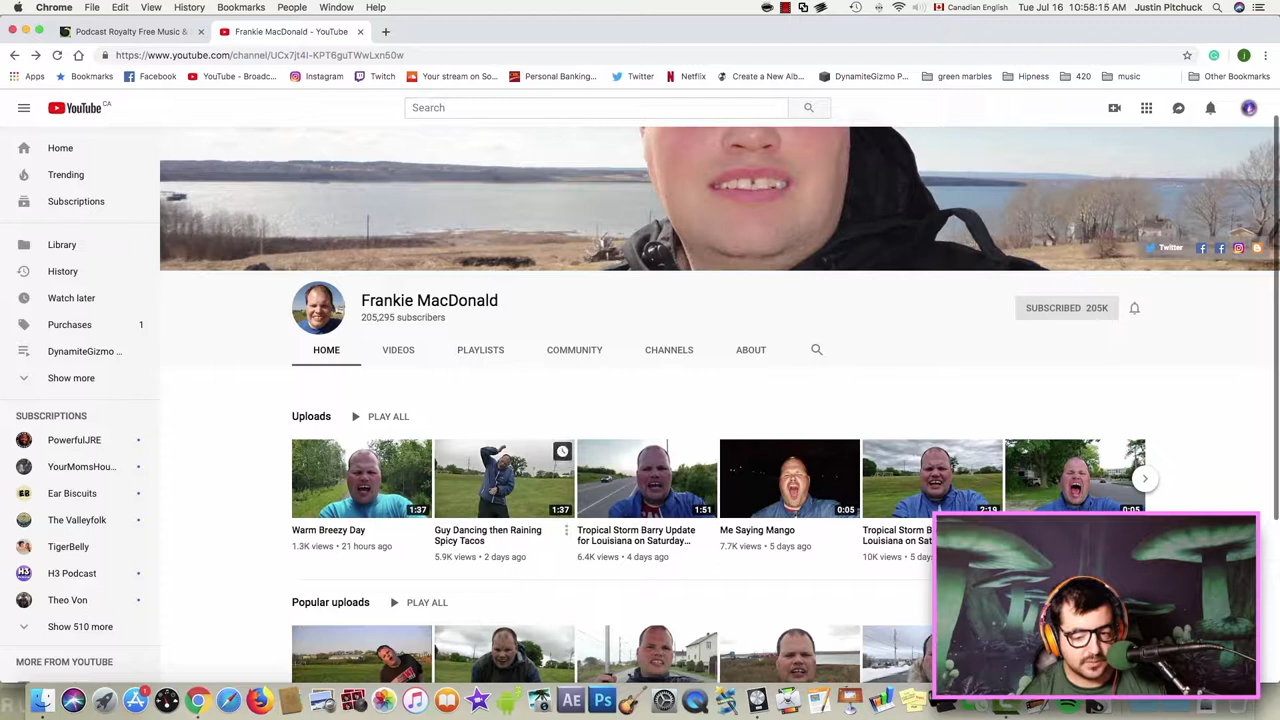 Chrome File Edit View History Bookmarks People Window Help Canadian English Tue Jul 16 10:58:15 AM Justin Pitchuck
Podcast Royalty Free Music & Frankie MacDonald - YouTube
https://www.youtube.com/channel/UCx7jt4I-KPT6guTWwLxn50w
Apps Bookmarks Facebook YouTube - Broadc... Instagram Twitch Your stream on So... Personal Banking... Twitter Netflix Create a New Alb... DynamiteGizmo P... green marbles Hipness 420 music Other Bookmarks
YouTube CA Search
Home
Trending
Subscriptions
Library
History
Watch later
Purchases 1
DynamiteGizmo ...
Show more
SUBSCRIPTIONS
PowerfulJRE
YourMomsHou...
Ear Biscuits
The Valleyfolk
TigerBelly
H3 Podcast
Theo Von
Show 510 more
MORE FROM YOUTUBE
Twitter
Frankie MacDonald
205,295 subscribers
SUBSCRIBED 205K
HOME VIDEOS PLAYLISTS COMMUNITY CHANNELS ABOUT
Uploads PLAY ALL
1:37 1:37 1:51 0:05 2:19 0:05
Warm Breezy Day
1.3K views • 21 hours ago
Guy Dancing then Raining
Spicy Tacos
5.9K views • 2 days ago
Tropical Storm Barry Update
for Louisiana on Saturday...
6.4K views • 4 days ago
Me Saying Mango
7.7K views • 5 days ago
Tropical Storm B
Louisiana on Sat
10K views • 5 day
Popular uploads PLAY ALL
Ae Ps